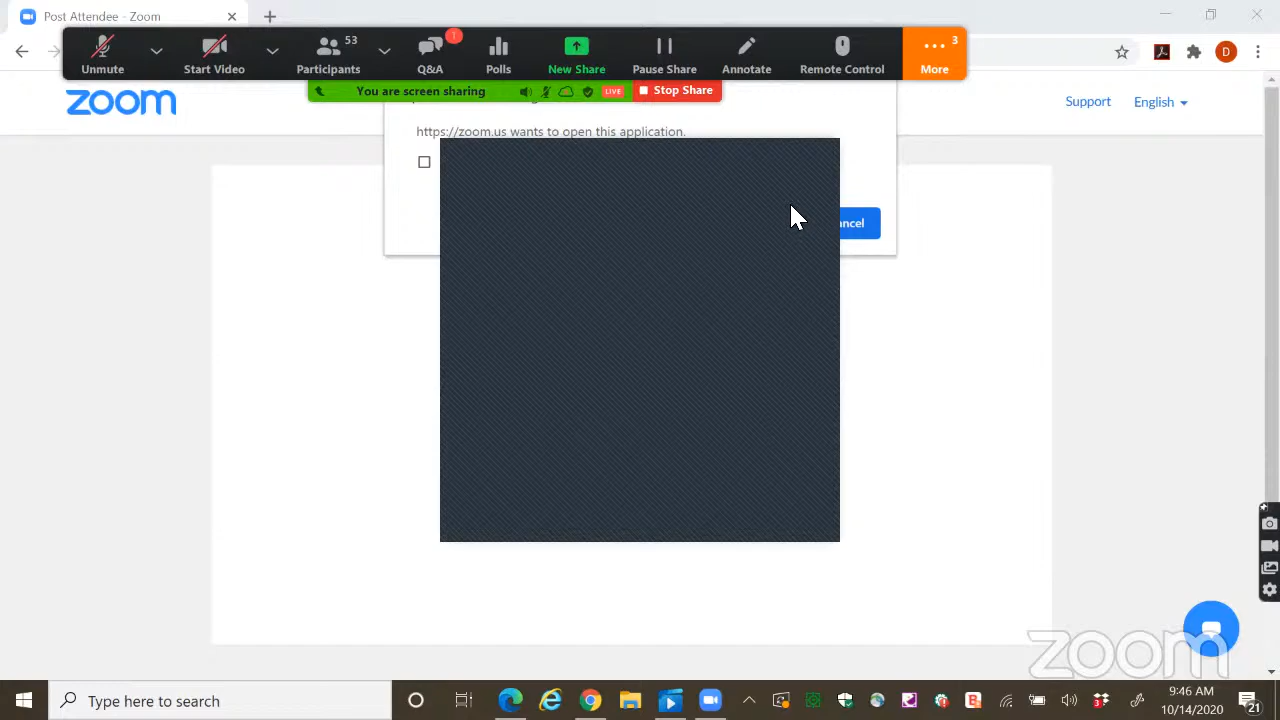 Post Attendee - Zoom
53
1
3
Unmute
Start Video
Participants
Q&A
Polls
New Share
Pause Share
Annotate
Remote Control
More
You are screen sharing
LIVE
Stop Share
zoom
Support
English
D
https://zoom.us wants to open this application.
zoom
Type here to search
9:46 AM
10/14/2020
21